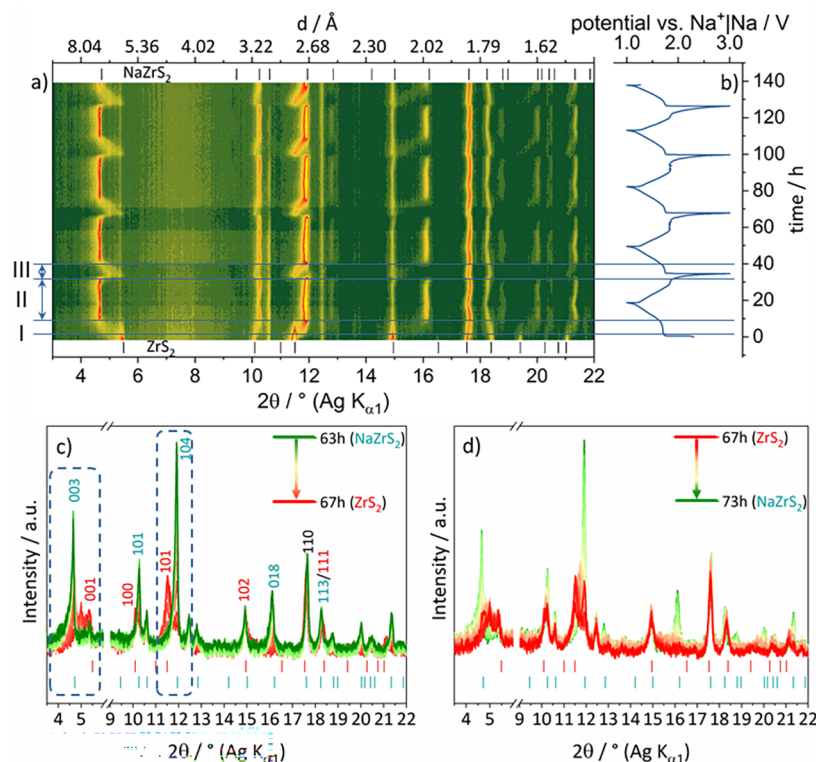 d / Å
potential vs. Na⁺|Na / V
8.04 5.36 4.02 3.22 2.68 2.30 2.02 1.79 1.62
1.0 2.0 3.0
a)
NaZrS₂
b)
140
120
100
80
60
40
20
0
time / h
III
II
I
ZrS₂
4 6 8 10 12 14 16 18 20 22
2θ / ° (Ag Kα1)
c)
63h (NaZrS₂)
67h (ZrS₂)
003
001
100
101
101
104
102
018
110
113/111
Intensity / a.u.
4 5 9 10 11 12 13 14 15 16 17 18 19 20 21 22
2θ / ° (Ag Kα1)
d)
67h (ZrS₂)
73h (NaZrS₂)
Intensity / a.u.
4 5 9 10 11 12 13 14 15 16 17 18 19 20 21 22
2θ / ° (Ag Kα1)